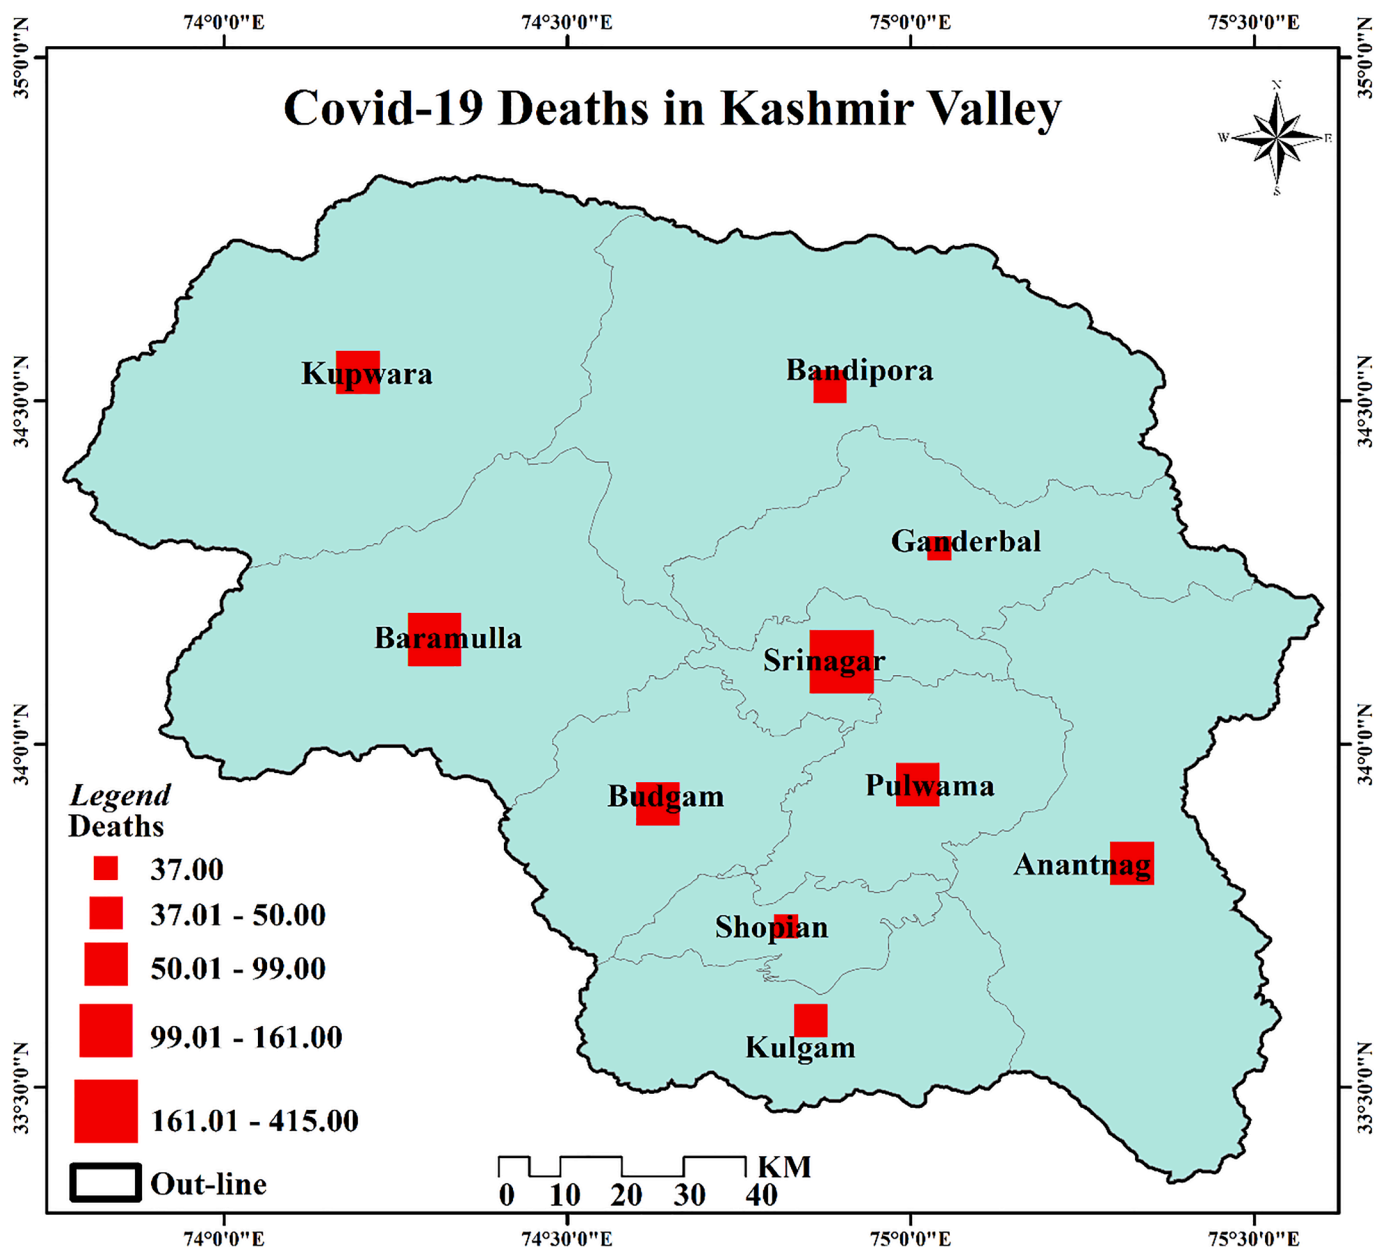 74°0'0"E 74°30'0"E 75°0'0"E 75°30'0"E
35°0'0"N 35°0'0"N
Covid-19 Deaths in Kashmir Valley
N
W E
S
Kupwara
Bandipora
34°30'0"N 34°30'0"N
Ganderbal
Baramulla
Srinagar
34°0'0"N 34°0'0"N
Budgam
Pulwama
Anantnag
Shopian
Kulgam
33°30'0"N 33°30'0"N
Legend
Deaths
37.00
37.01 - 50.00
50.01 - 99.00
99.01 - 161.00
161.01 - 415.00
Out-line
KM
0 10 20 30 40
74°0'0"E 74°30'0"E 75°0'0"E 75°30'0"E